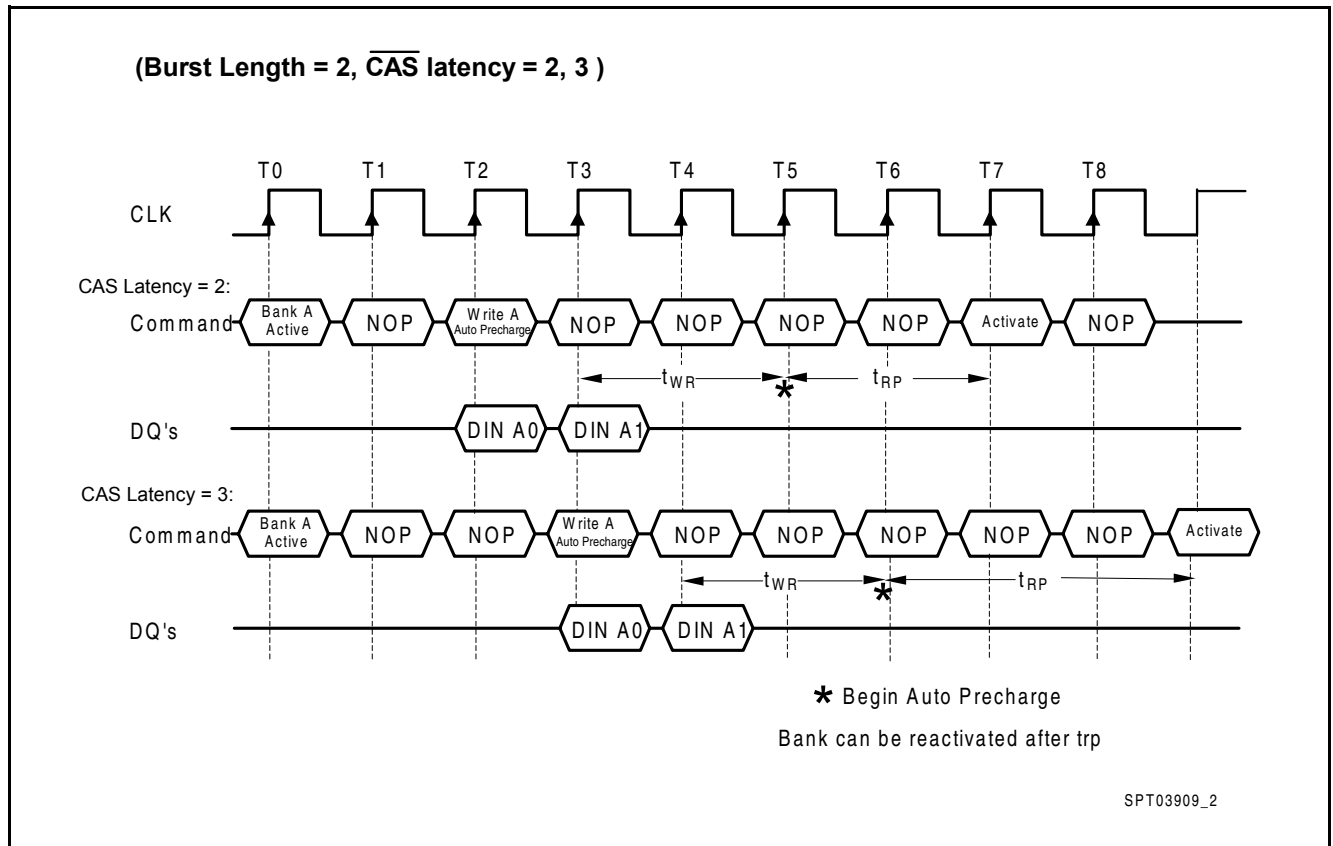 (Burst Length = 2, CAS latency = 2, 3 )
T0 T1 T2 T3 T4 T5 T6 T7 T8
CLK
CAS Latency = 2:
Command Bank A Active NOP Write A Auto Precharge NOP NOP NOP NOP Activate NOP
tWR tRP
*
DQ's DIN A0 DIN A1
CAS Latency = 3:
Command Bank A Active NOP NOP Write A Auto Precharge NOP NOP NOP NOP NOP Activate
tWR tRP
*
DQ's DIN A0 DIN A1
* Begin Auto Precharge
Bank can be reactivated after trp
SPT03909_2